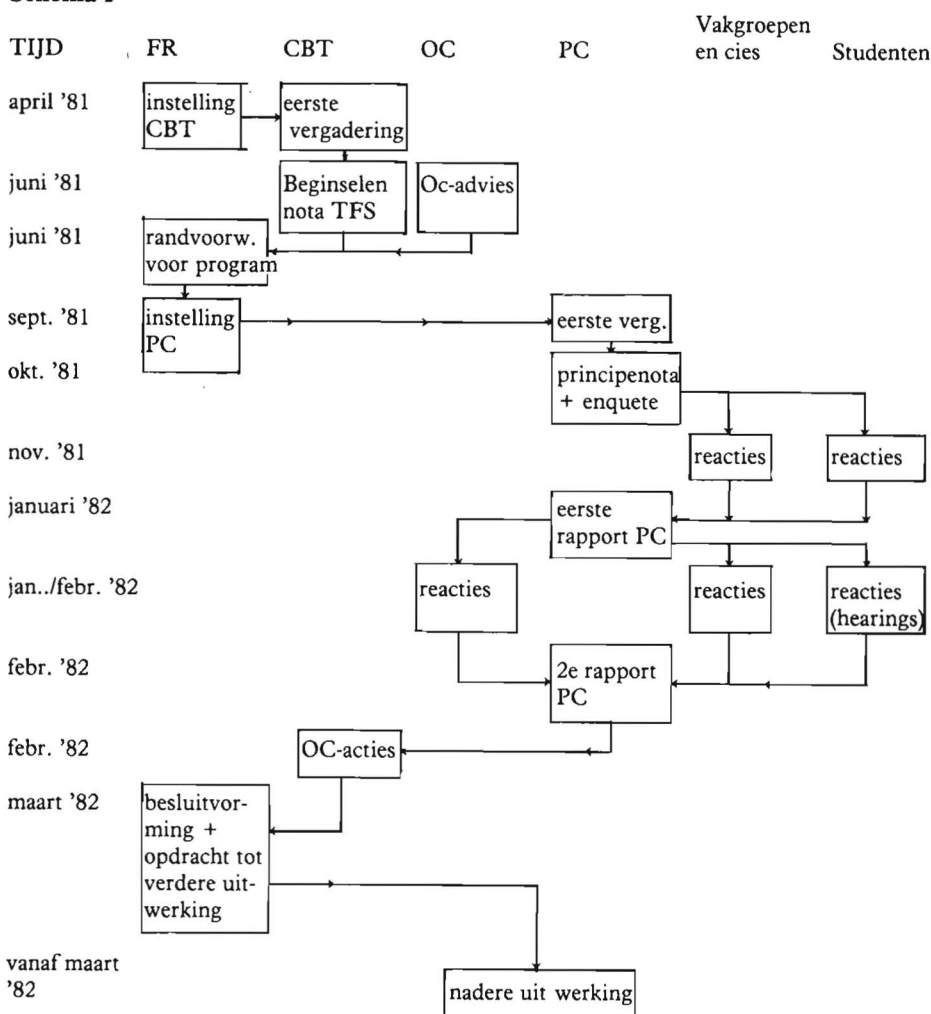 TIJD FR CBT OC PC Vakgroepen en cies Studenten
april '81
instelling
CBT
eerste
vergadering
juni '81
Beginselen
nota TFS
Oc-advies
juni '81
randvoorw.
voor program
sept. '81
instelling
PC
eerste verg.
okt. '81
principenota
+ enquete
nov. '81
reacties
reacties
januari '82
eerste
rapport PC
jan../febr. '82
reacties
reacties
reacties
(hearings)
febr. '82
2e rapport
PC
febr. '82
OC-acties
maart '82
besluitvor-
ming +
opdracht tot
verdere uit-
werking
vanaf maart
'82
nadere uit werking